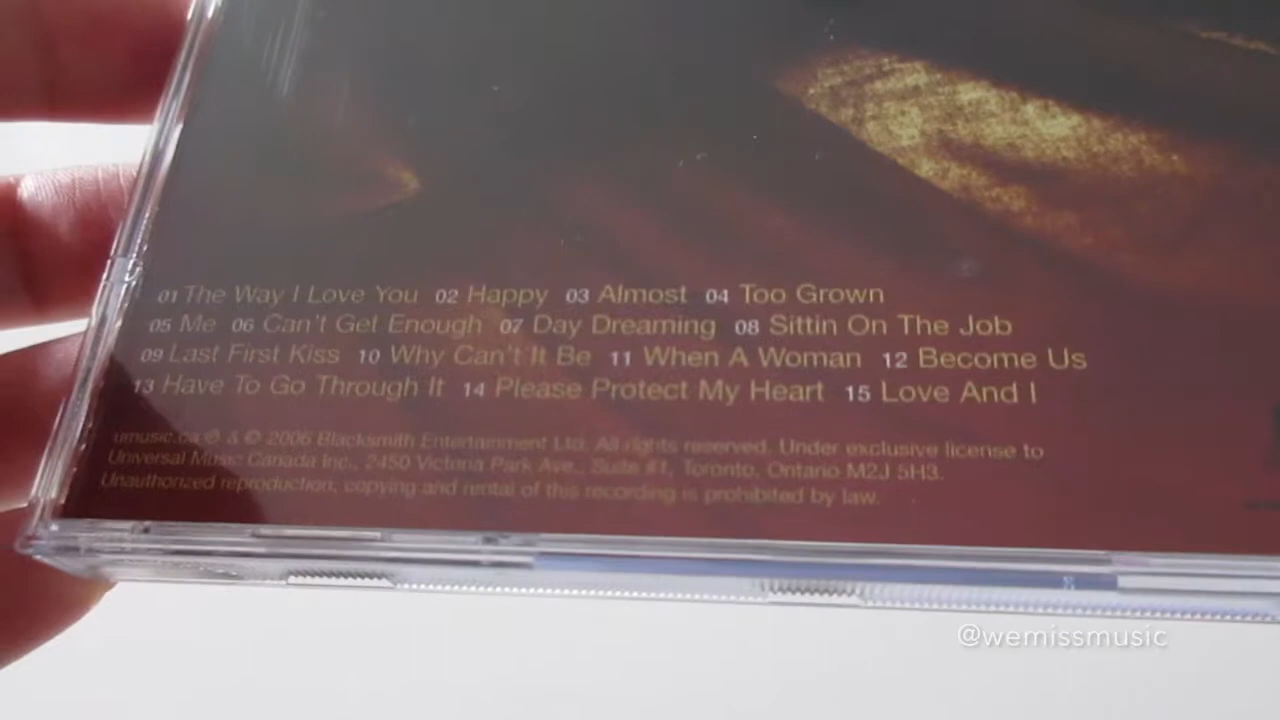 01 The Way I Love You 02 Happy 03 Almost 04 Too Grown
05 Me 06 Can't Get Enough 07 Day Dreaming 08 Sittin On The Job
09 Last First Kiss 10 Why Can't It Be 11 When A Woman 12 Become Us
13 Have To Go Through It 14 Please Protect My Heart 15 Love And I
umusic.ca ℗ & © 2006 Blacksmith Entertainment Ltd. All rights reserved. Under exclusive license to
Universal Music Canada Inc., 2450 Victoria Park Ave., Suite #1, Toronto, Ontario M2J 5H3.
Unauthorized reproduction, copying and rental of this recording is prohibited by law.
@wemissmusic